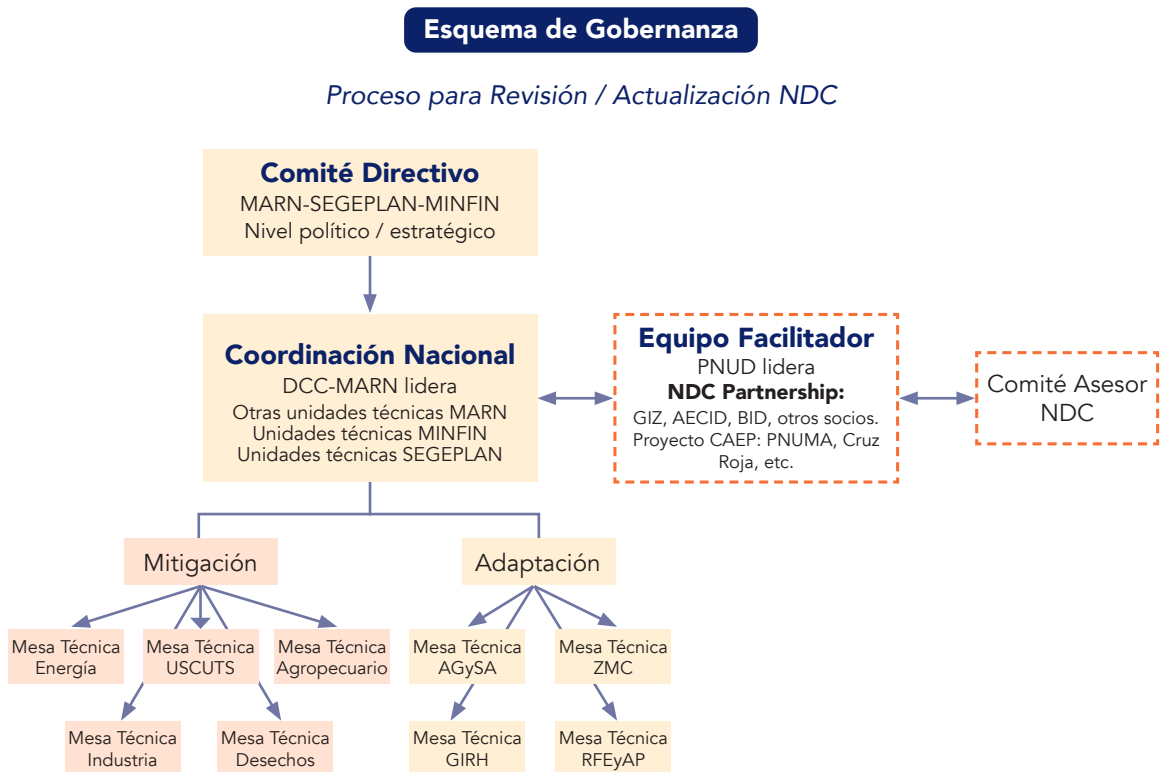 Esquema de Gobernanza
Proceso para Revisión / Actualización NDC
Comité Directivo
MARN-SEGEPLAN-MINFIN
Nivel político / estratégico
Coordinación Nacional
DCC-MARN lidera
Otras unidades técnicas MARN
Unidades técnicas MINFIN
Unidades técnicas SEGEPLAN
Equipo Facilitador
PNUD lidera
NDC Partnership:
GIZ, AECID, BID, otros socios.
Proyecto CAEP: PNUMA, Cruz
Roja, etc.
Comité Asesor
NDC
Mitigación
Adaptación
Mesa Técnica
Energía
Mesa Técnica
USCUTS
Mesa Técnica
Agropecuario
Mesa Técnica
AGySA
Mesa Técnica
ZMC
Mesa Técnica
Industria
Mesa Técnica
Desechos
Mesa Técnica
GIRH
Mesa Técnica
RFEyAP